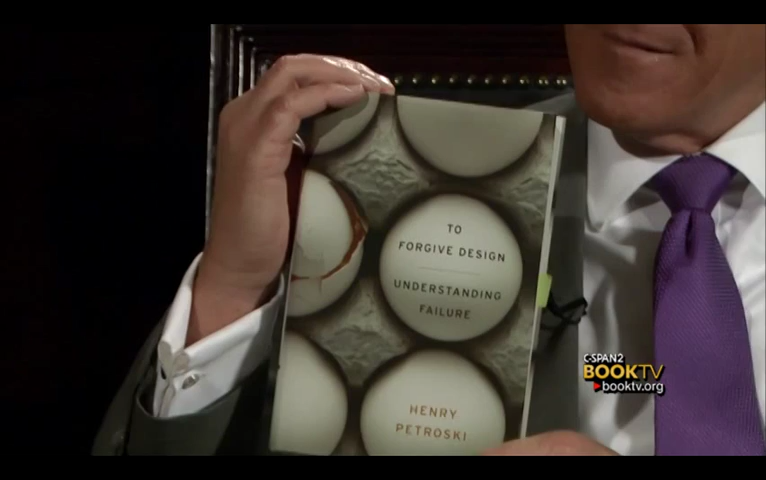 TO
FORGIVE DESIGN
UNDERSTANDING
FAILURE
HENRY
PETROSKI
C-SPAN2
BOOKTV
booktv.org